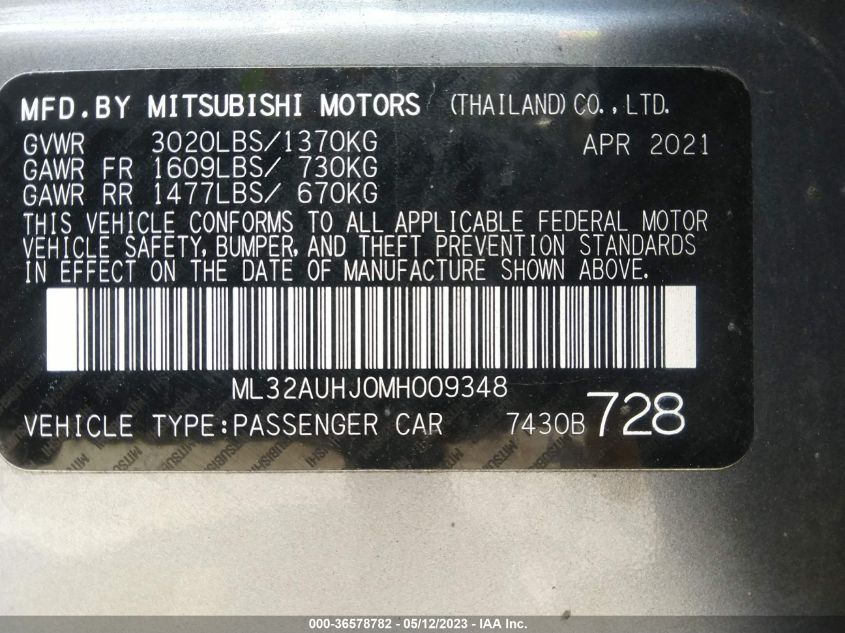 MFD.BY MITSUBISHI MOTORS (THAILAND) CO., LTD.
GVWR 3020LBS/1370KG APR 2021
GAWR FR 1609LBS/ 730KG
GAWR RR 1477LBS/ 670KG
THIS VEHICLE CONFORMS TO ALL APPLICABLE FEDERAL MOTOR
VEHICLE SAFETY, BUMPER, AND THEFT PREVENTION STANDARDS
IN EFFECT ON THE DATE OF MANUFACTURE SHOWN ABOVE.
ML32AUHJ0MH009348
VEHICLE TYPE:PASSENGER CAR 7430B 728
000-36578782 - 05/12/2023 - IAA Inc.